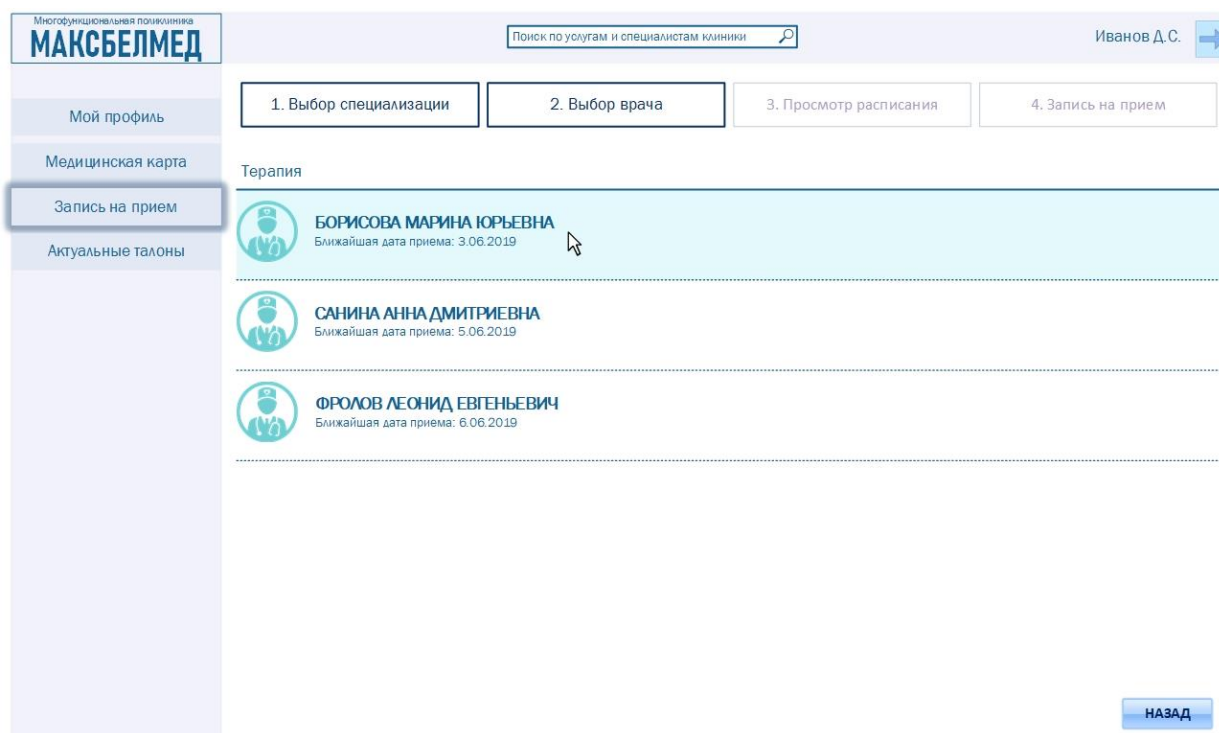 Многофункциональная поликлиника
МАКСБЕЛМЕД
Поиск по услугам и специалистам клиники
Иванов Д.С.
Мой профиль
Медицинская карта
Запись на прием
Актуальные талоны
1. Выбор специализации
2. Выбор врача
3. Просмотр расписания
4. Запись на прием
Терапия
БОРИСОВА МАРИНА ЮРЬЕВНА
Ближайшая дата приема: 3.06.2019
САНИНА АННА ДМИТРИЕВНА
Ближайшая дата приема: 5.06.2019
ФРОЛОВ ЛЕОНИД ЕВГЕНЬЕВИЧ
Ближайшая дата приема: 6.06.2019
НАЗАД